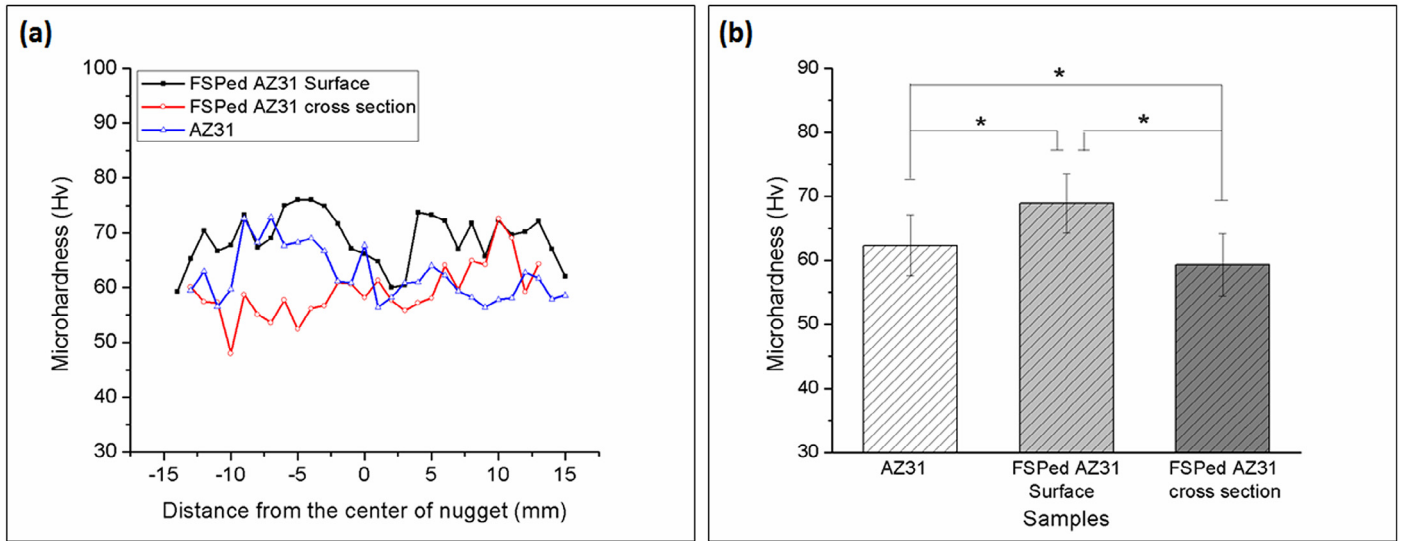 (a)
100
90
80
70
60
50
40
30
Microhardness (Hv)
FSPed AZ31 Surface
FSPed AZ31 cross section
AZ31
-15 -10 -5 0 5 10 15
Distance from the center of nugget (mm)
(b)
90
80
70
60
50
40
30
Microhardness (Hv)
*
* *
AZ31 FSPed AZ31 FSPed AZ31
Surface cross section
Samples